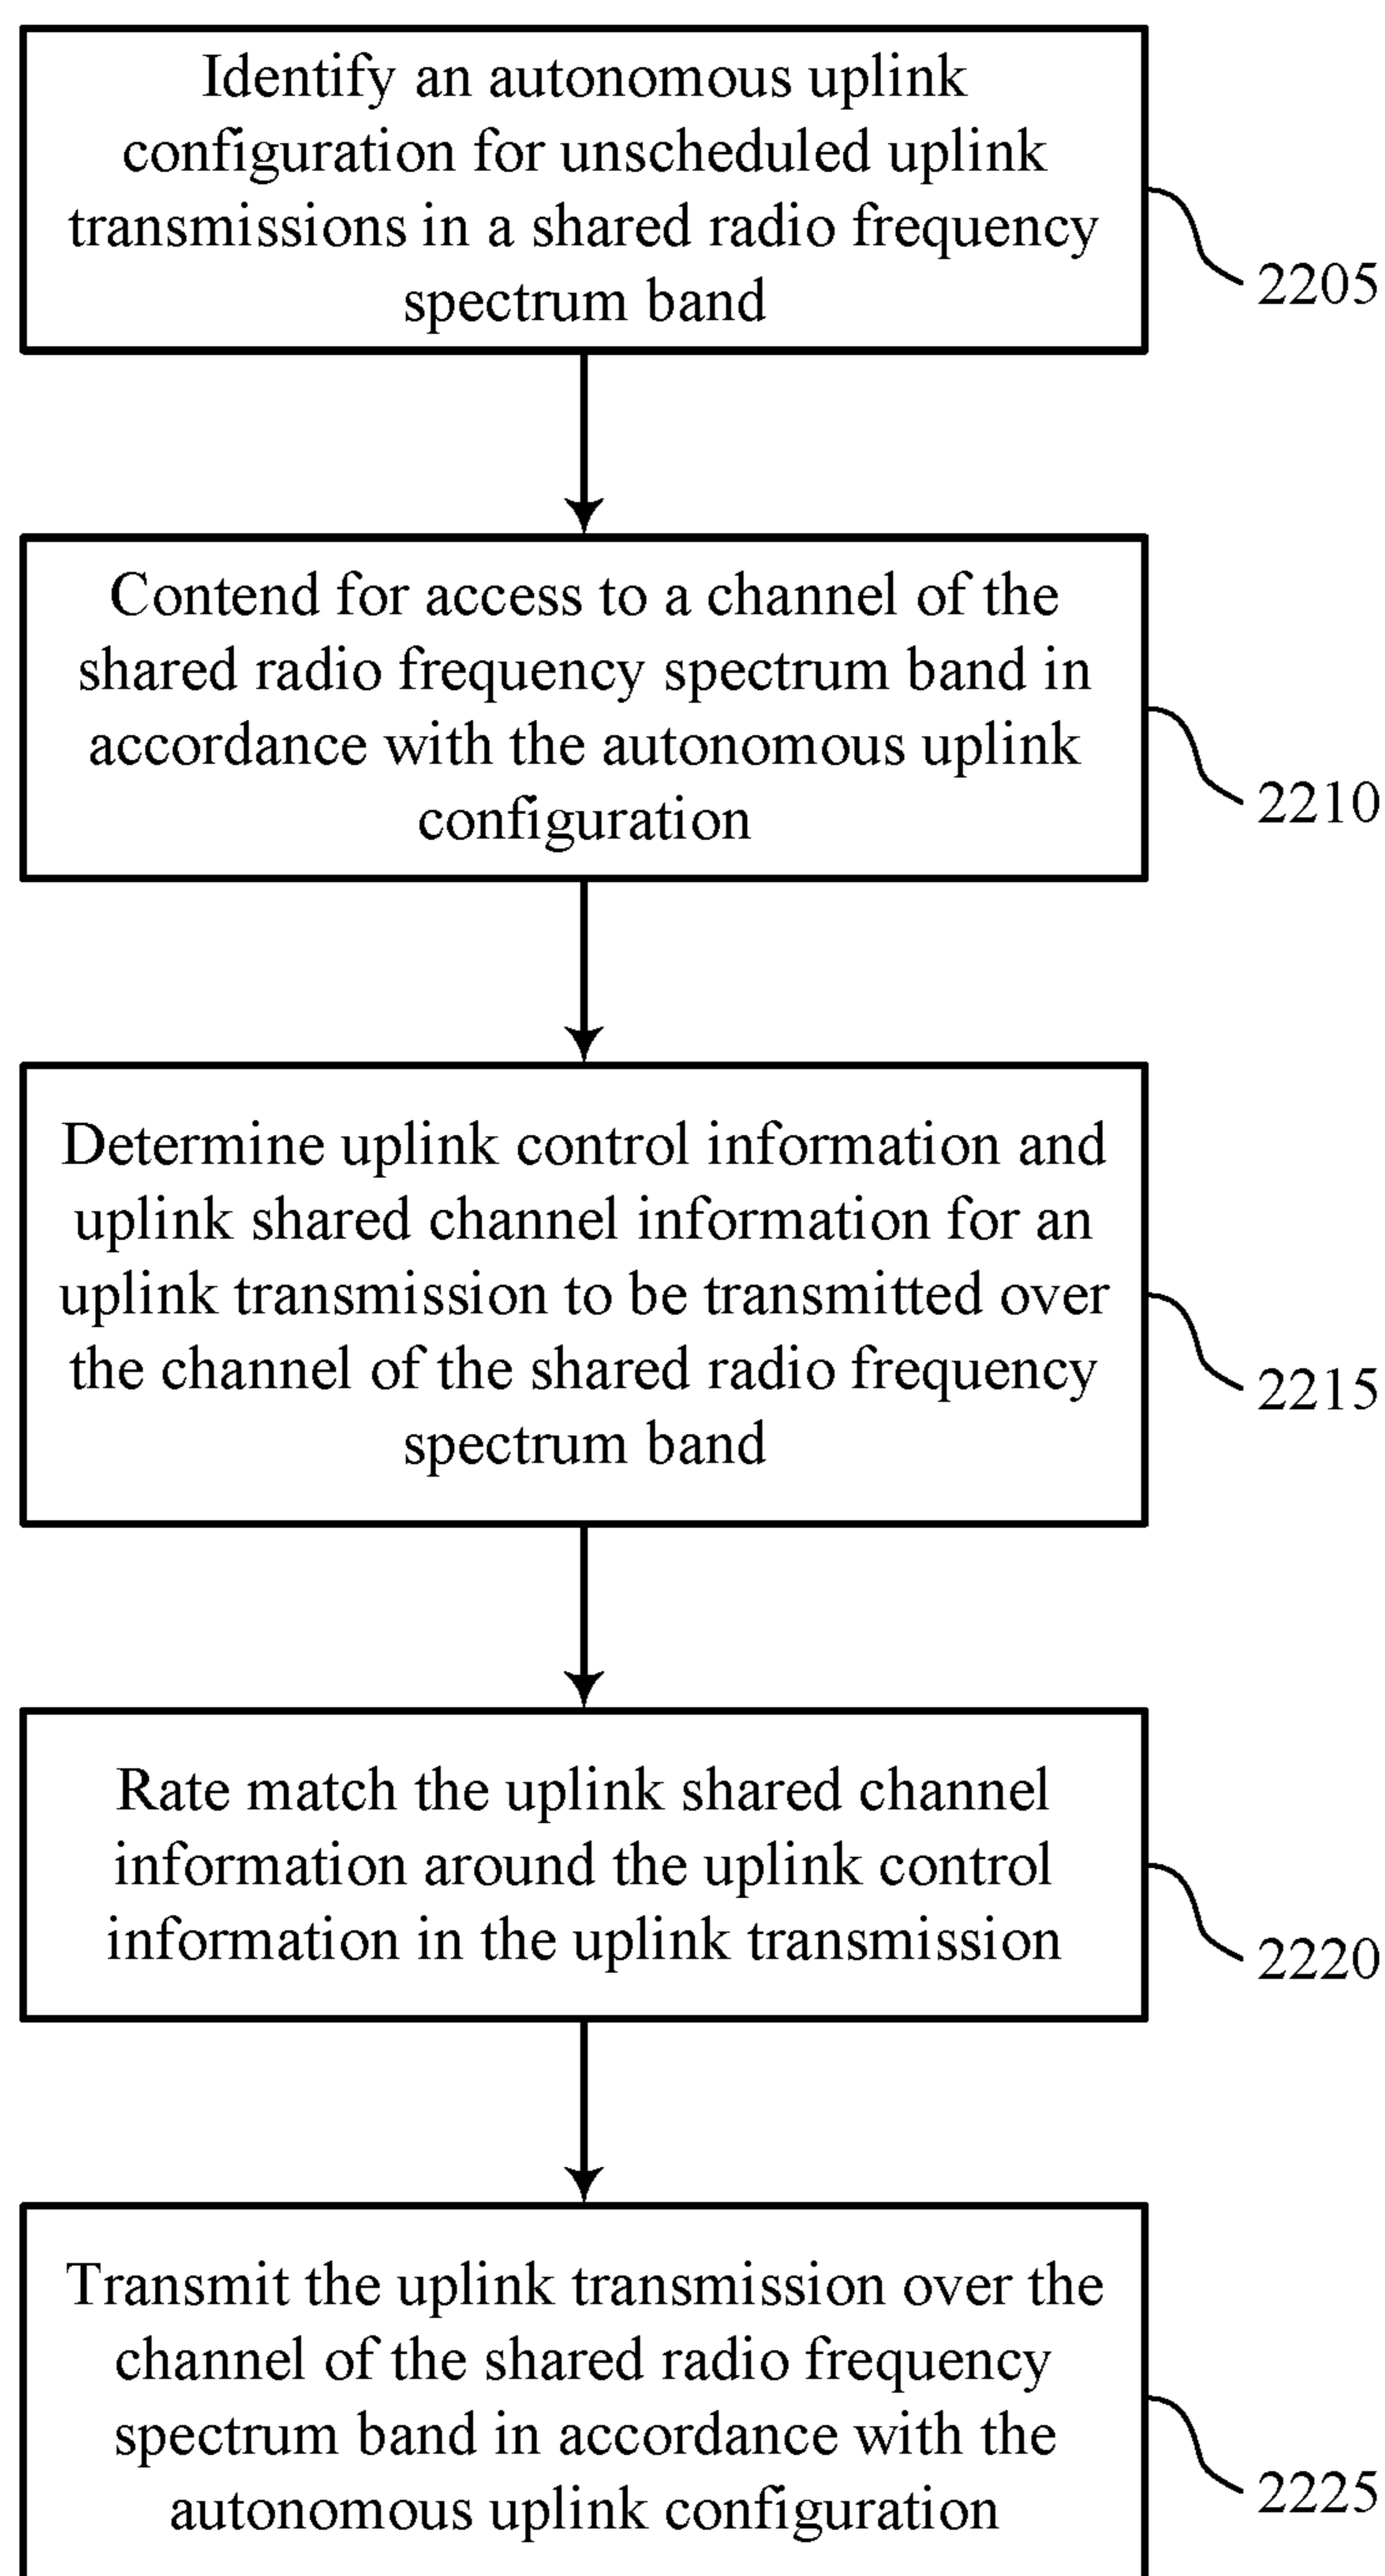 Identify an autonomous uplink
configuration for unscheduled uplink
transmissions in a shared radio frequency
spectrum band
2205
Contend for access to a channel of the
shared radio frequency spectrum band in
accordance with the autonomous uplink
configuration
2210
Determine uplink control information and
uplink shared channel information for an
uplink transmission to be transmitted over
the channel of the shared radio frequency
spectrum band
2215
Rate match the uplink shared channel
information around the uplink control
information in the uplink transmission
2220
Transmit the uplink transmission over the
channel of the shared radio frequency
spectrum band in accordance with the
autonomous uplink configuration
2225